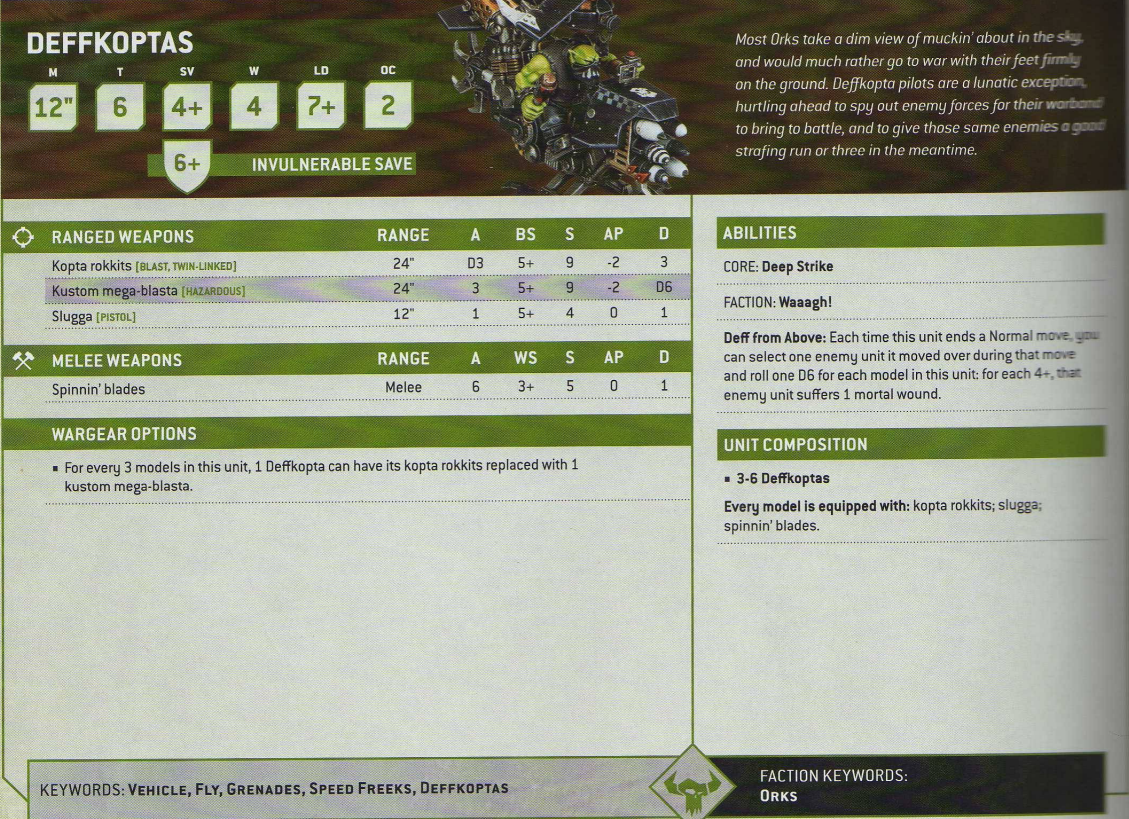 DEFFKOPTAS
M T SV W LD OC
12" 6 4+ 4 7+ 2
6+ INVULNERABLE SAVE
Most Orks take a dim view of muckin' about in the sky,
and would much rather go to war with their feet firmly
on the ground. Deffkopta pilots are a lunatic exception,
hurtling ahead to spy out enemy forces for their warband
to bring to battle, and to give those same enemies a good
strafing run or three in the meantime.
RANGED WEAPONS RANGE A BS S AP D
Kopta rokkits [BLAST, TWIN-LINKED] 24" D3 5+ 9 -2 3
Kustom mega-blasta [HAZARDOUS] 24" 3 5+ 9 -2 D6
Slugga [PISTOL] 12" 1 5+ 4 0 1
MELEE WEAPONS RANGE A WS S AP D
Spinnin' blades Melee 6 3+ 5 0 1
WARGEAR OPTIONS
▪ For every 3 models in this unit, 1 Deffkopta can have its kopta rokkits replaced with 1
kustom mega-blasta.
ABILITIES
CORE: Deep Strike
FACTION: Waaagh!
Deff from Above: Each time this unit ends a Normal move, you
can select one enemy unit it moved over during that move
and roll one D6 for each model in this unit: for each 4+, that
enemy unit suffers 1 mortal wound.
UNIT COMPOSITION
▪ 3-6 Deffkoptas
Every model is equipped with: kopta rokkits; slugga;
spinnin' blades.
KEYWORDS: VEHICLE, FLY, GRENADES, SPEED FREEKS, DEFFKOPTAS
FACTION KEYWORDS:
ORKS